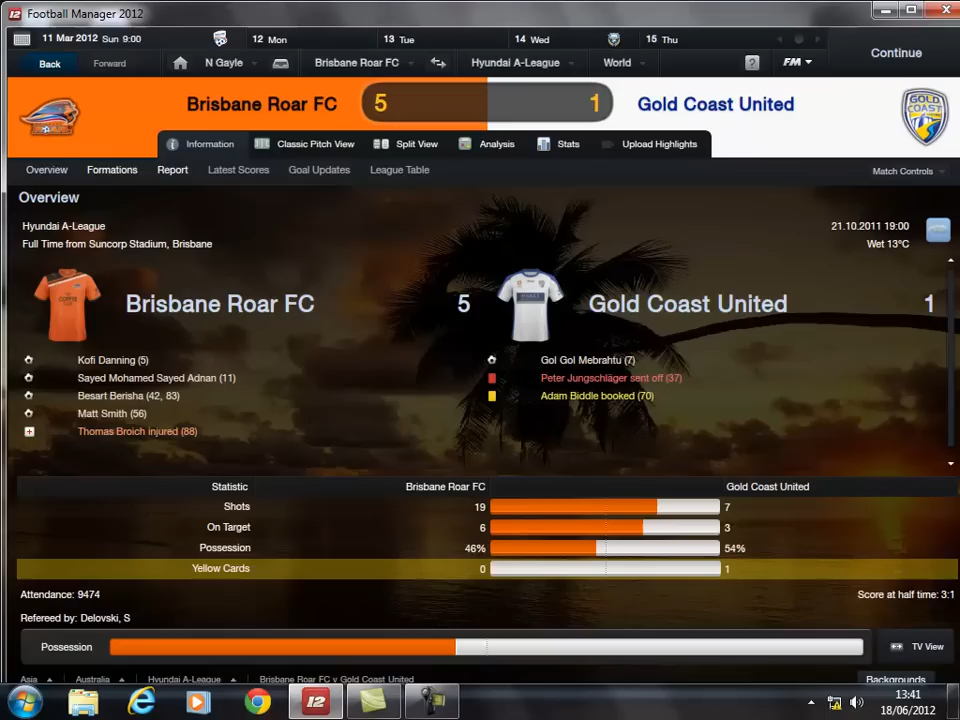 Football Manager 2012
11 Mar 2012 Sun 9:00
12 Mon
13 Tue
14 Wed
15 Thu
Continue
Back
Forward
N Gayle
Brisbane Roar FC
Hyundai A-League
World
?
FM
Brisbane Roar FC 5 1 Gold Coast United
GOLD COAST UNITED
Information
Classic Pitch View
Split View
Analysis
Stats
Upload Highlights
Overview
Formations
Report
Latest Scores
Goal Updates
League Table
Match Controls
Overview
Hyundai A-League
21.10.2011 19:00
Full Time from Suncorp Stadium, Brisbane
Wet 13°C
Brisbane Roar FC 5 Gold Coast United 1
Kofi Danning (5)
Sayed Mohamed Sayed Adnan (11)
Besart Berisha (42, 83)
Matt Smith (56)
Thomas Broich injured (88)
Gol Gol Mebrahtu (7)
Peter Jungschläger sent off (37)
Adam Biddle booked (70)
Statistic Brisbane Roar FC Gold Coast United
Shots 19 7
On Target 6 3
Possession 46% 54%
Yellow Cards 0 1
Attendance: 9474
Score at half time: 3:1
Refereed by: Delovski, S
Possession
TV View
Asia
Australia
Hyundai A-League
Brisbane Roar FC v Gold Coast United
Backgrounds
12
13:41
18/06/2012